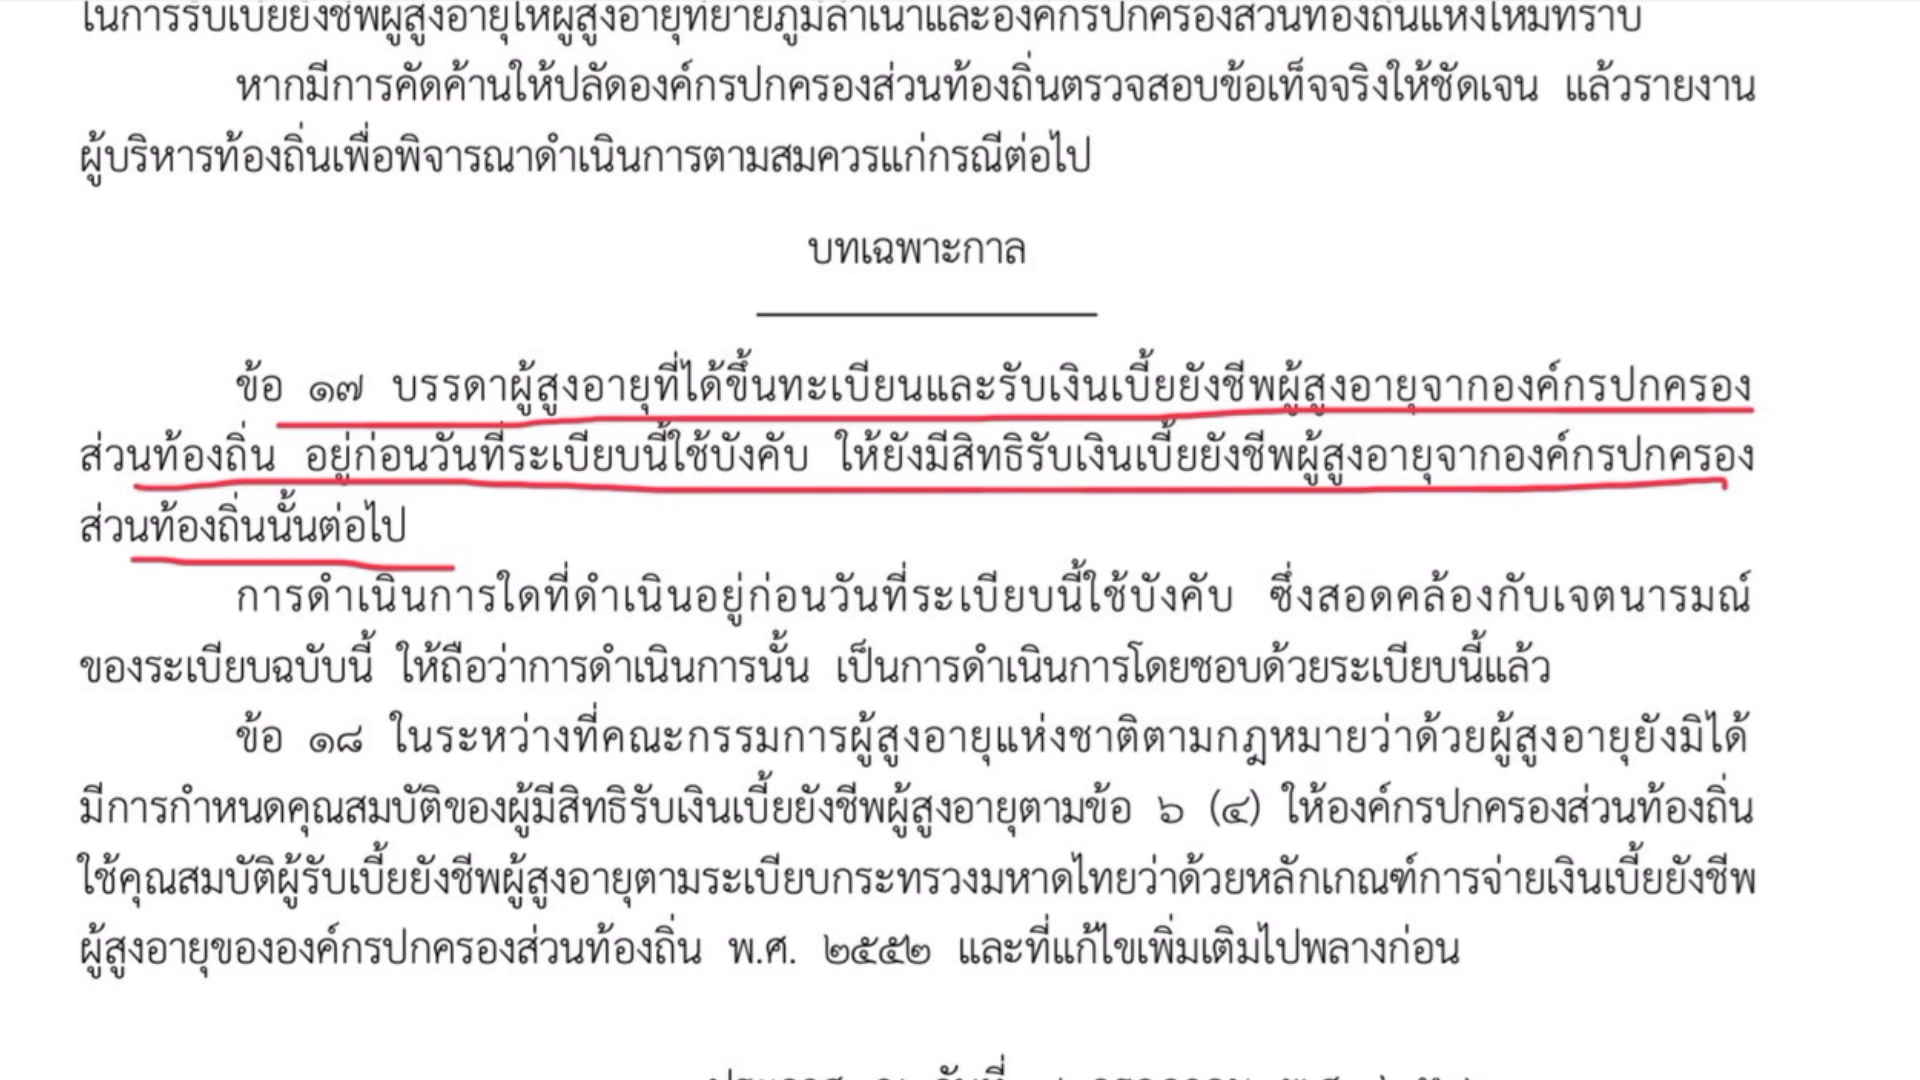 ในการรับเบี้ยยังชีพผู้สูงอายุให้ผู้สูงอายุที่ย้ายภูมิลำเนาและองค์กรปกครองส่วนท้องถิ่นแห่งใหม่ทราบ
หากมีการคัดค้านให้ปลัดองค์กรปกครองส่วนท้องถิ่นตรวจสอบข้อเท็จจริงให้ชัดเจน แล้วรายงาน
ผู้บริหารท้องถิ่นเพื่อพิจารณาดำเนินการตามสมควรแก่กรณีต่อไป
บทเฉพาะกาล
ข้อ ๑๗ บรรดาผู้สูงอายุที่ได้ขึ้นทะเบียนและรับเงินเบี้ยยังชีพผู้สูงอายุจากองค์กรปกครอง
ส่วนท้องถิ่น อยู่ก่อนวันที่ระเบียบนี้ใช้บังคับ ให้ยังมีสิทธิรับเงินเบี้ยยังชีพผู้สูงอายุจากองค์กรปกครอง
ส่วนท้องถิ่นนั้นต่อไป
การดำเนินการใดที่ดำเนินอยู่ก่อนวันที่ระเบียบนี้ใช้บังคับ ซึ่งสอดคล้องกับเจตนารมณ์
ของระเบียบฉบับนี้ ให้ถือว่าการดำเนินการนั้น เป็นการดำเนินการโดยชอบด้วยระเบียบนี้แล้ว
ข้อ ๑๘ ในระหว่างที่คณะกรรมการผู้สูงอายุแห่งชาติตามกฎหมายว่าด้วยผู้สูงอายุยังมิได้
มีการกำหนดคุณสมบัติของผู้มีสิทธิรับเงินเบี้ยยังชีพผู้สูงอายุตามข้อ ๖ (๔) ให้องค์กรปกครองส่วนท้องถิ่น
ใช้คุณสมบัติผู้รับเบี้ยยังชีพผู้สูงอายุตามระเบียบกระทรวงมหาดไทยว่าด้วยหลักเกณฑ์การจ่ายเงินเบี้ยยังชีพ
ผู้สูงอายุขององค์กรปกครองส่วนท้องถิ่น พ.ศ. ๒๕๕๒ และที่แก้ไขเพิ่มเติมไปพลางก่อน
ประกาศ ณ วันที่